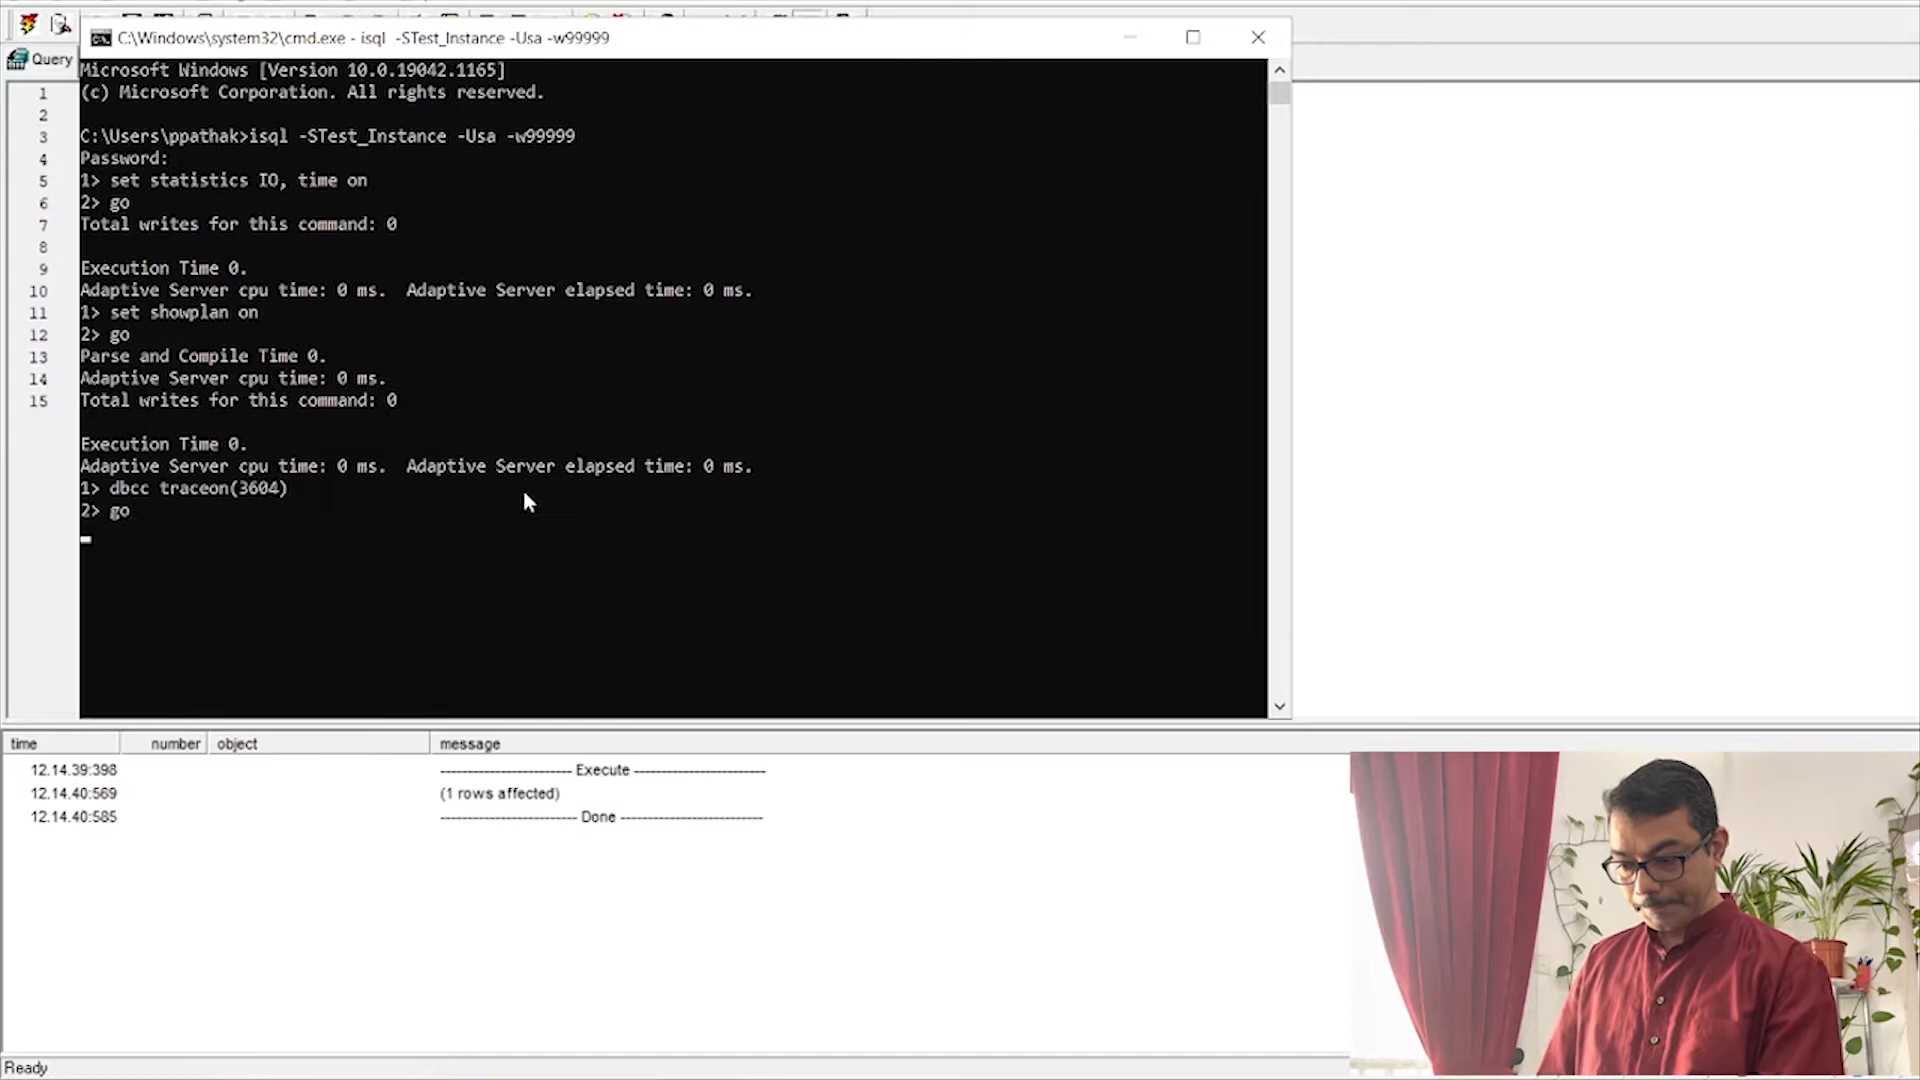 C:\Windows\system32\cmd.exe - isql  -STest_Instance -Usa -w99999
Query
Microsoft Windows [Version 10.0.19042.1165]
(c) Microsoft Corporation. All rights reserved.
C:\Users\ppathak>isql -STest_Instance -Usa -w99999
Password:
1> set statistics IO, time on
2> go
Total writes for this command: 0
Execution Time 0.
Adaptive Server cpu time: 0 ms.  Adaptive Server elapsed time: 0 ms.
1> set showplan on
2> go
Parse and Compile Time 0.
Adaptive Server cpu time: 0 ms.
Total writes for this command: 0
Execution Time 0.
Adaptive Server cpu time: 0 ms.  Adaptive Server elapsed time: 0 ms.
1> dbcc traceon(3604)
2> go
1
2
3
4
5
6
7
8
9
10
11
12
13
14
15
time number object message
12.14.39:398 ------------------------ Execute ------------------------
12.14.40:569 (1 rows affected)
12.14.40:585 ------------------------- Done --------------------------
Ready